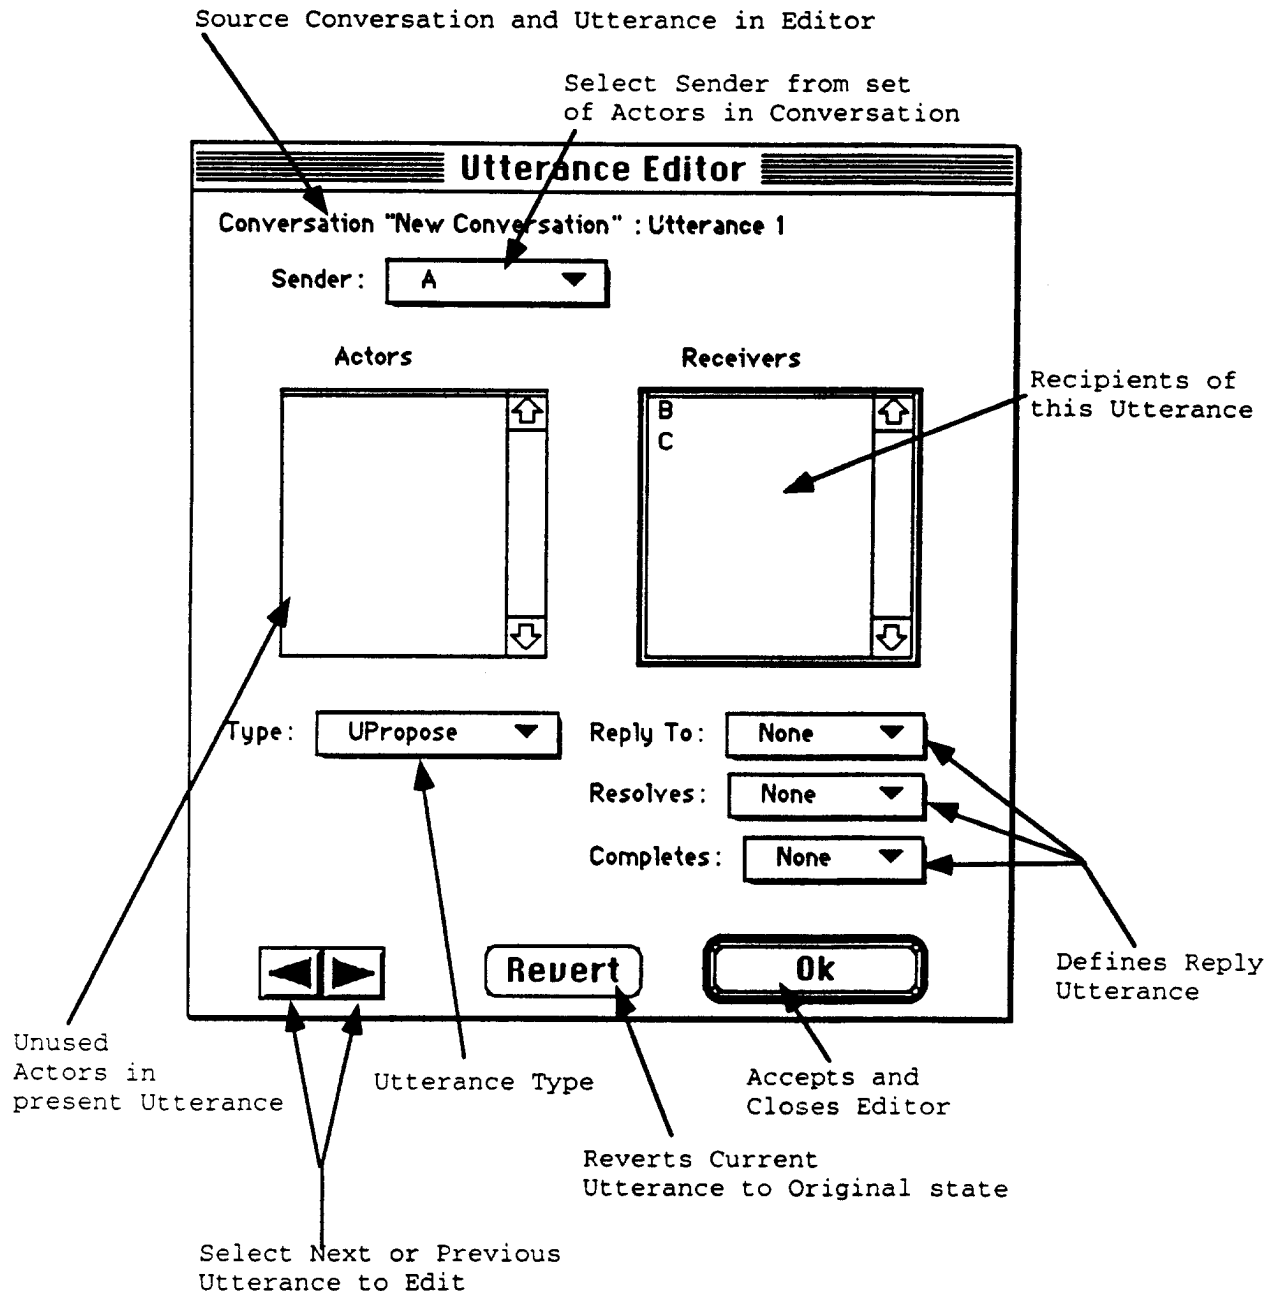 Source Conversation and Utterance in Editor
Select Sender from set
of Actors in Conversation
Utterance Editor
Conversation "New Conversation" : Utterance 1
Sender: A
Actors
Receivers
B
C
Recipients of
this Utterance
Type: UPropose
Reply To: None
Resolves: None
Completes: None
Revert
Ok
Defines Reply
Utterance
Unused
Actors in
present Utterance
Utterance Type
Accepts and
Closes Editor
Reverts Current
Utterance to Original state
Select Next or Previous
Utterance to Edit